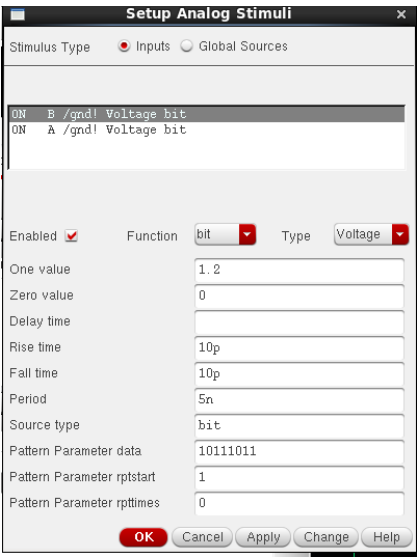 Setup Analog Stimuli
Stimulus Type Inputs Global Sources
ON B /gnd! Voltage bit
ON A /gnd! Voltage bit
Enabled Function bit Type Voltage
One value 1.2
Zero value 0
Delay time
Rise time 10p
Fall time 10p
Period 5n
Source type bit
Pattern Parameter data 10111011
Pattern Parameter rptstart 1
Pattern Parameter rpttimes 0
OK Cancel Apply Change Help